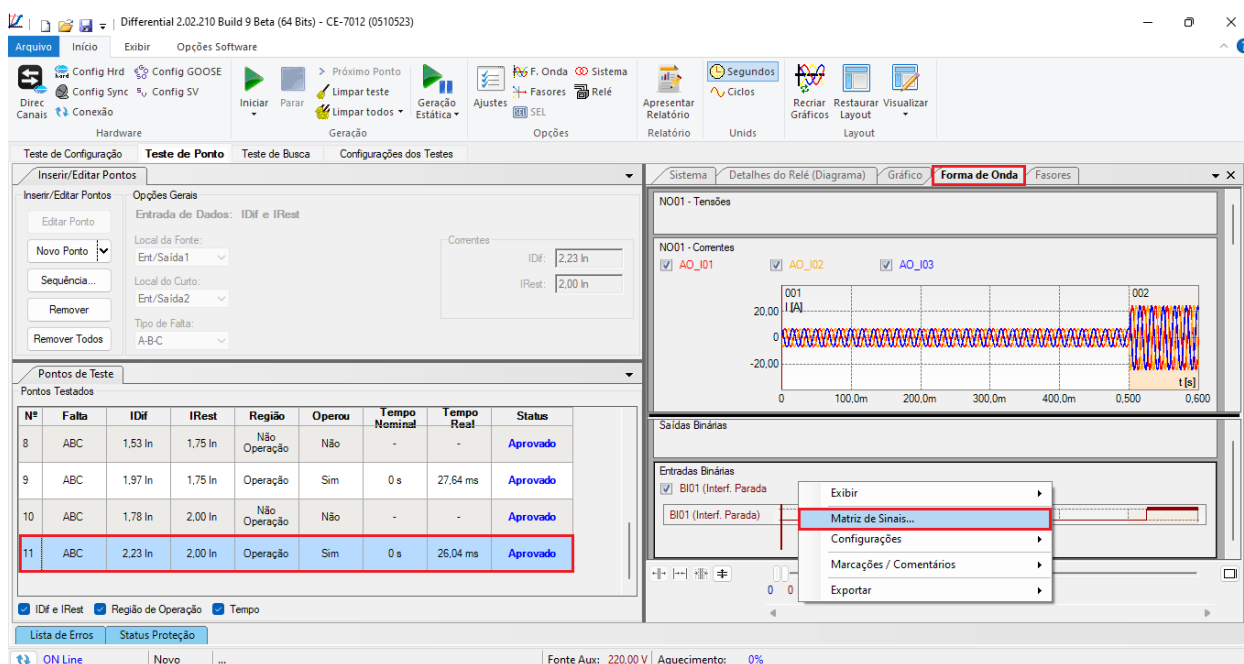 Differential 2.02.210 Build 9 Beta (64 Bits) - CE-7012 (0510523)
Arquivo Início Exibir Opções Software
Direc Canais
Config Hrd Config GOOSE
Config Sync Config SV
Conexão
Hardware
Iniciar Parar
Próximo Ponto
Limpar teste
Limpar todos
Geração Estática
Geração
Ajustes
F. Onda Sistema
Fasores Relé
SEL
Opções
Apresentar Relatório
Relatório
Segundos
Ciclos
Unids
Recriar Gráficos
Restaurar Layout
Visualizar
Layout
Teste de Configuração Teste de Ponto Teste de Busca Configurações dos Testes
Inserir/Editar Pontos
Inserir/Editar Pontos
Editar Ponto
Novo Ponto
Sequência...
Remover
Remover Todos
Opções Gerais
Entrada de Dados: IDif e IRest
Local da Fonte:
Ent/Saída1
Local do Curto:
Ent/Saída2
Tipo de Falta:
A-B-C
Correntes
IDif: 2,23 In
IRest: 2,00 In
Pontos de Teste
Pontos Testados
Nº Falta IDif IRest Região Operou Tempo Nominal Tempo Real Status
8 ABC 1,53 In 1,75 In Não Operação Não - - Aprovado
9 ABC 1,97 In 1,75 In Operação Sim 0 s 27,64 ms Aprovado
10 ABC 1,78 In 2,00 In Não Operação Não - - Aprovado
11 ABC 2,23 In 2,00 In Operação Sim 0 s 26,04 ms Aprovado
IDif e IRest Região de Operação Tempo
Sistema Detalhes do Relé (Diagrama) Gráfico Forma de Onda Fasores
NO01 - Tensões
NO01 - Correntes
AO_I01 AO_I02 AO_I03
001 002
I [A]
20,00
0
-20,00
t [s]
0 100,0m 200,0m 300,0m 400,0m 0,500 0,600
Saídas Binárias
Entradas Binárias
BI01 (Interf. Parada
BI01 (Interf. Parada)
Exibir
Matriz de Sinais...
Configurações
Marcações / Comentários
Exportar
0 0
Lista de Erros Status Proteção
ON Line Novo ... Fonte Aux: 220,00 V Aquecimento: 0%